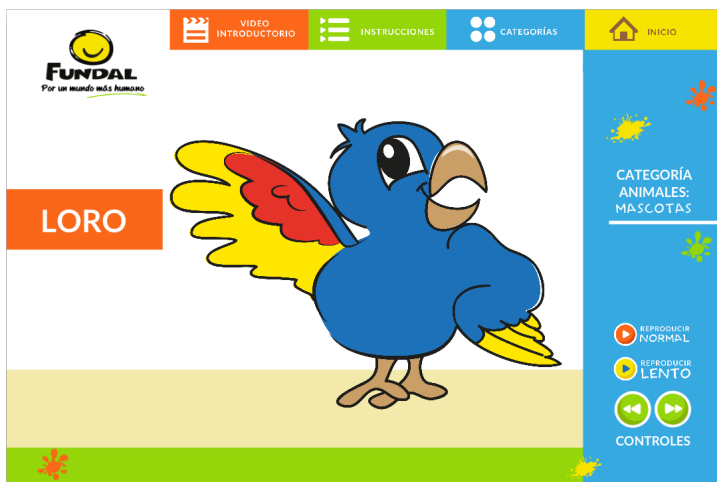 FUNDAL
Por un mundo más humano
VIDEO
INTRODUCTORIO
INSTRUCCIONES
CATEGORÍAS
INICIO
LORO
CATEGORÍA
ANIMALES:
MASCOTAS
REPRODUCIR
NORMAL
REPRODUCIR
LENTO
CONTROLES